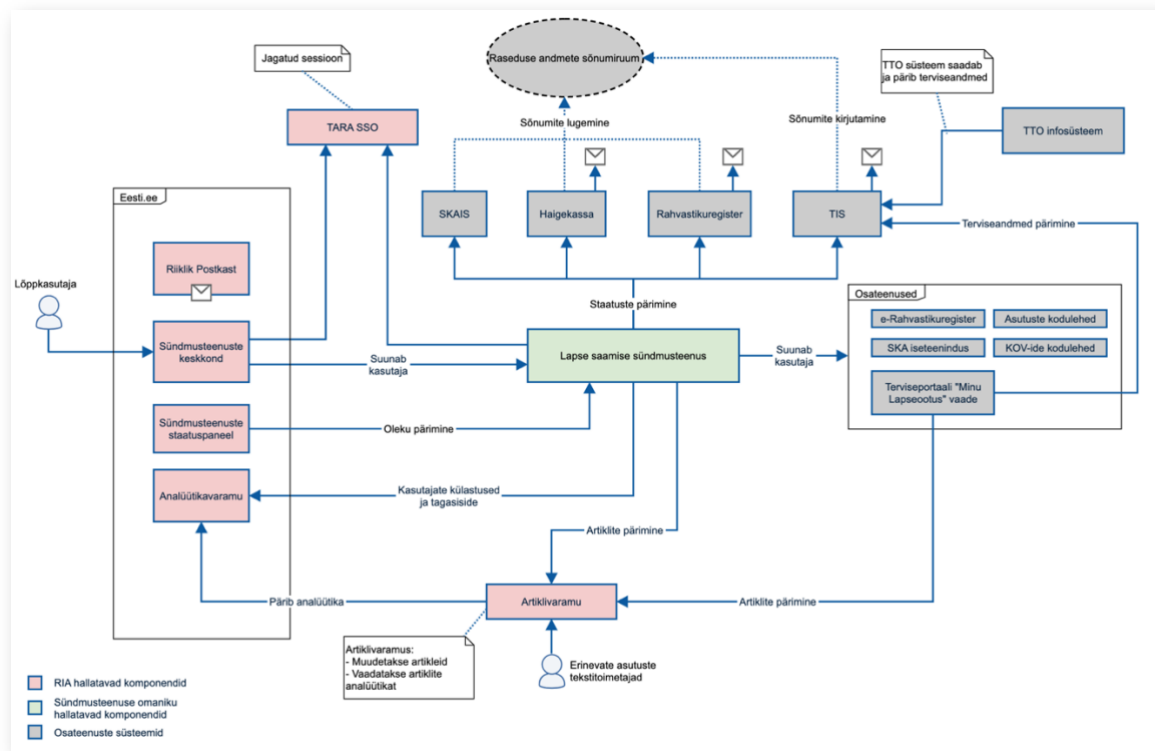 Jagatud sessioon
Raseduse andmete sõnumiruum
TTO süsteem saadab
ja pärib terviseandmed
TARA SSO
Sõnumite lugemine
Sõnumite kirjutamine
TTO infosüsteem
Eesti.ee
SKAIS
Haigekassa
Rahvastikuregister
TIS
Terviseandmed pärimine
Riiklik Postkast
Lõppkasutaja
Staatuste pärimine
Osateenused
e-Rahvastikuregister
Asutuste kodulehed
SKA iseteenindus
KOV-ide kodulehed
Sündmusteenuste
keskkond
Suunab
kasutaja
Lapse saamise sündmusteenus
Suunab
kasutaja
Terviseportaali "Minu
Lapseootus" vaade
Sündmusteenuste
staatuspaneel
Oleku pärimine
Analüütikavaramu
Kasutajate külastused
ja tagasiside
Artiklite pärimine
Pärib analüütika
Artiklivaramu
Artiklite pärimine
Artiklivaramus:
- Muudetakse artikleid
- Vaadatakse artiklite
analüütikat
Erinevate asutuste
tekstitoimetajad
RIA hallatavad komponendid
Sündmusteenuse omaniku
hallatavad komponendid
Osateenuste süsteemid